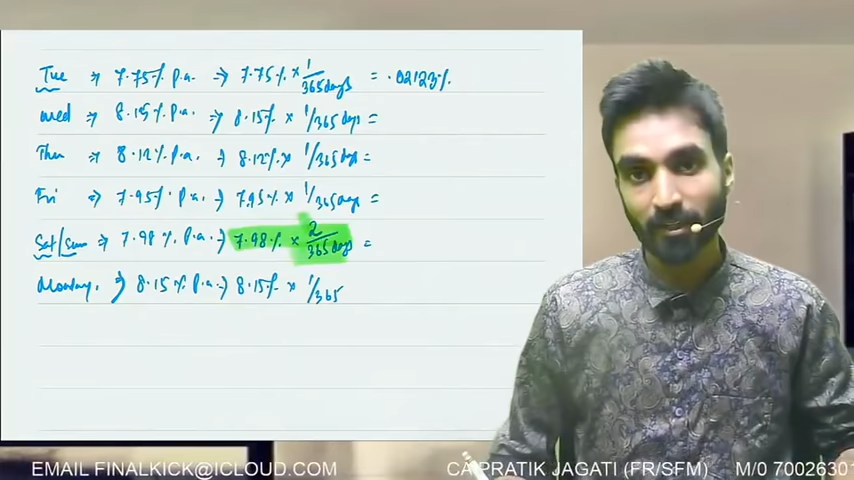 Tue => 7.75% P.a. => 7.75% × 1/365days = .02123%.
Wed => 8.15% P.a. => 8.15% × 1/365 days =
Thu => 8.12% P.a. => 8.12% × 1/365 days =
Fri => 7.95% P.a. => 7.95% × 1/365 days =
Sat/Sun => 7.98% P.a. => 7.98% × 2/365 days =
Monday. => 8.15% P.a. => 8.15% × 1/365
EMAIL FINALKICK@ICLOUD.COM CA PRATIK JAGATI (FR/SFM) M/0 70026301